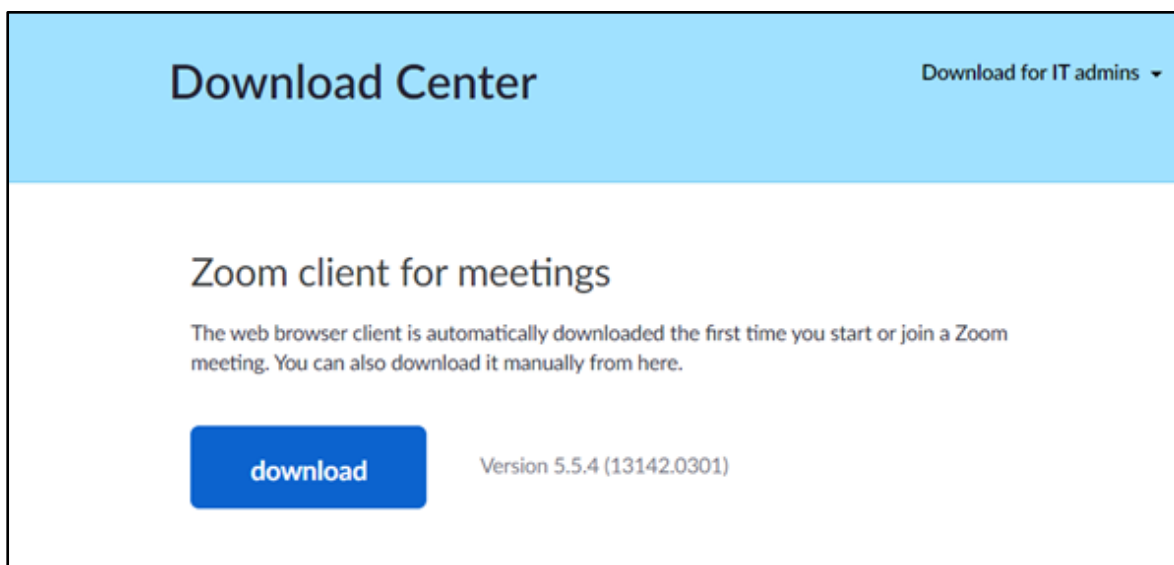 Download Center
Download for IT admins
Zoom client for meetings
The web browser client is automatically downloaded the first time you start or join a Zoom
meeting. You can also download it manually from here.
download
Version 5.5.4 (13142.0301)